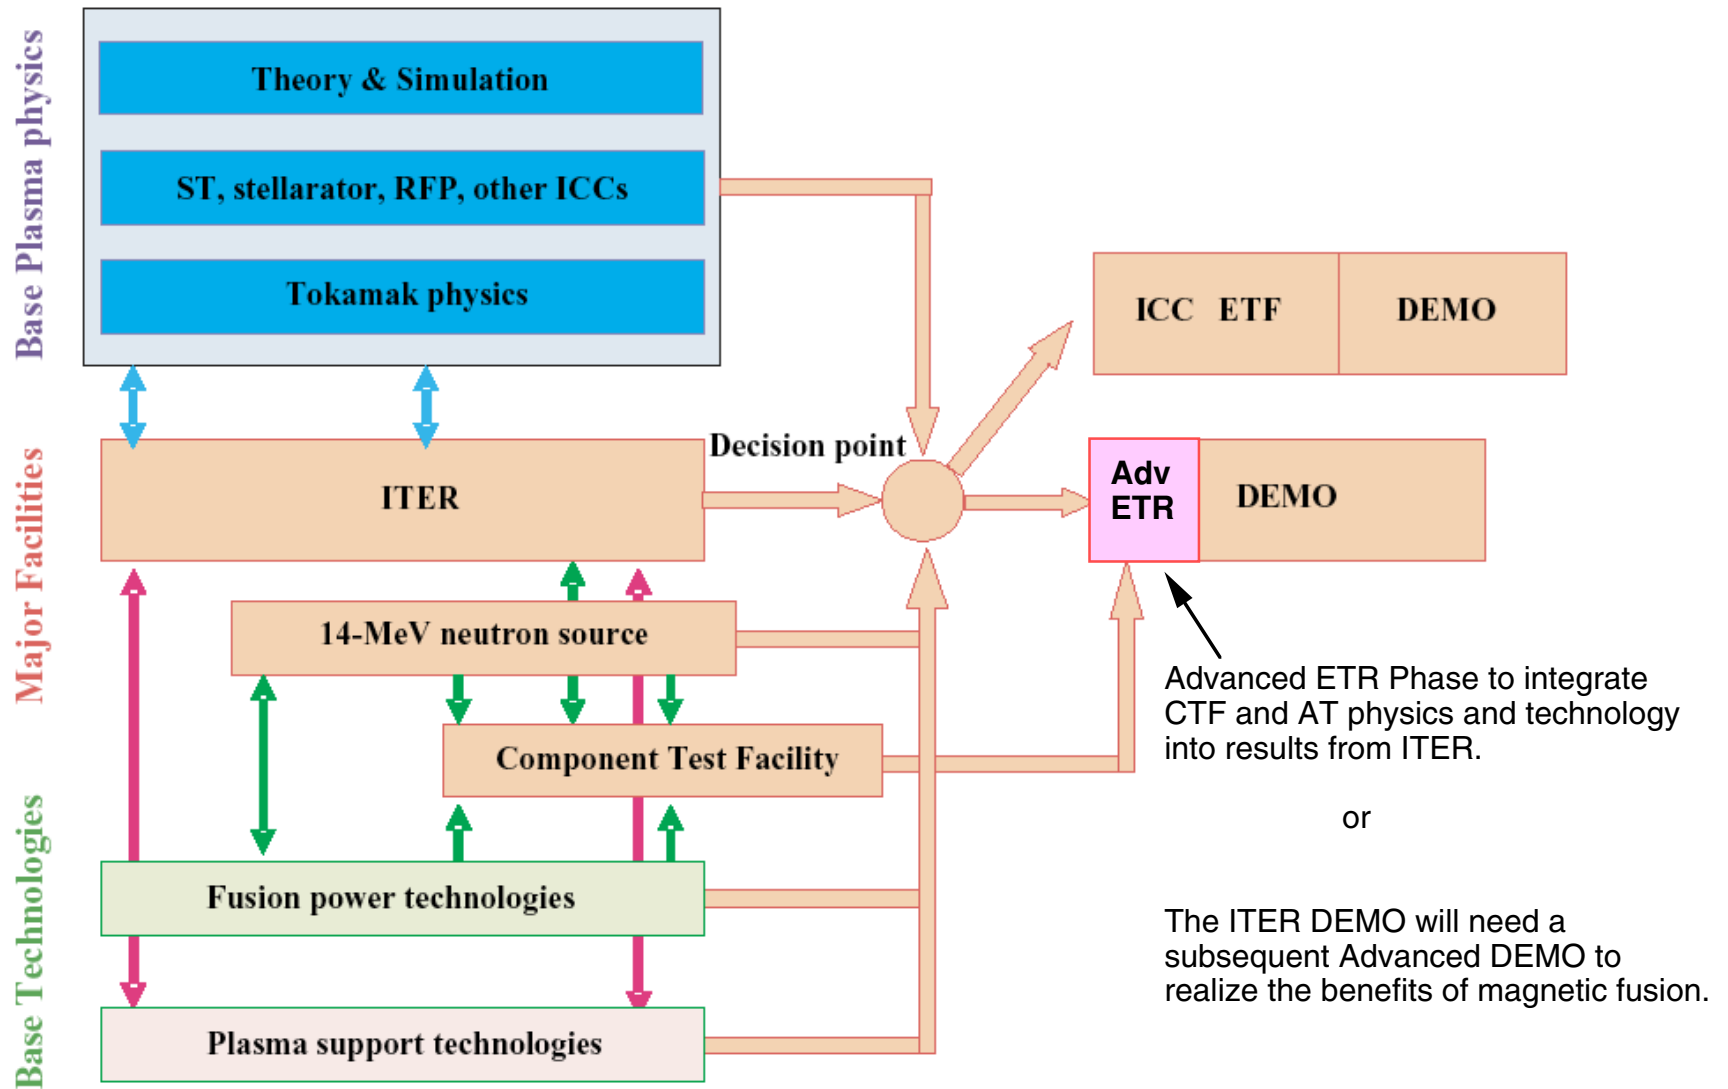 Base Plasma physics
Theory & Simulation
ST, stellarator, RFP, other ICCs
Tokamak physics
ICC ETF
DEMO
Major Facilities
Decision point
ITER
Adv
ETR
DEMO
14-MeV neutron source
Component Test Facility
Advanced ETR Phase to integrate
CTF and AT physics and technology
into results from ITER.
or
The ITER DEMO will need a
subsequent Advanced DEMO to
realize the benefits of magnetic fusion.
Base Technologies
Fusion power technologies
Plasma support technologies